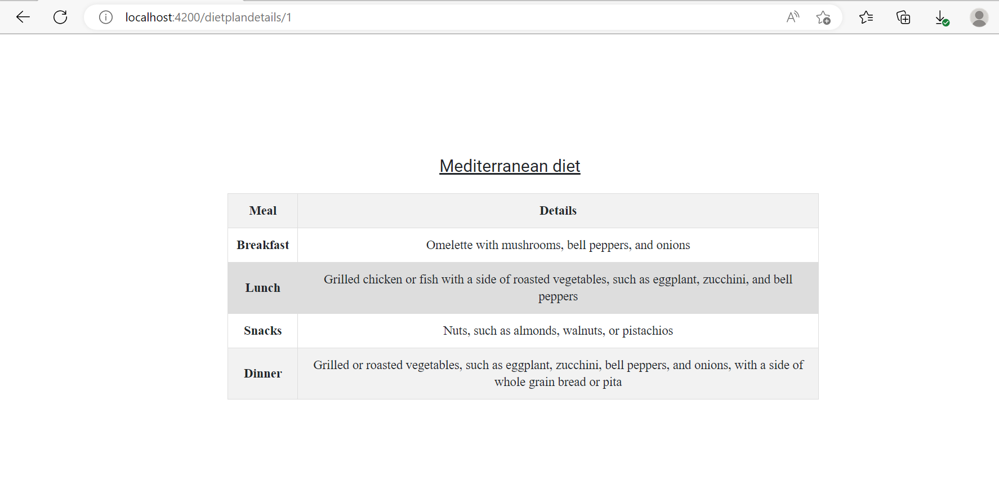 localhost:4200/dietplandetails/1
Mediterranean diet
Meal Details
Breakfast Omelette with mushrooms, bell peppers, and onions
Lunch Grilled chicken or fish with a side of roasted vegetables, such as eggplant, zucchini, and bell
peppers
Snacks Nuts, such as almonds, walnuts, or pistachios
Dinner Grilled or roasted vegetables, such as eggplant, zucchini, bell peppers, and onions, with a side of
whole grain bread or pita